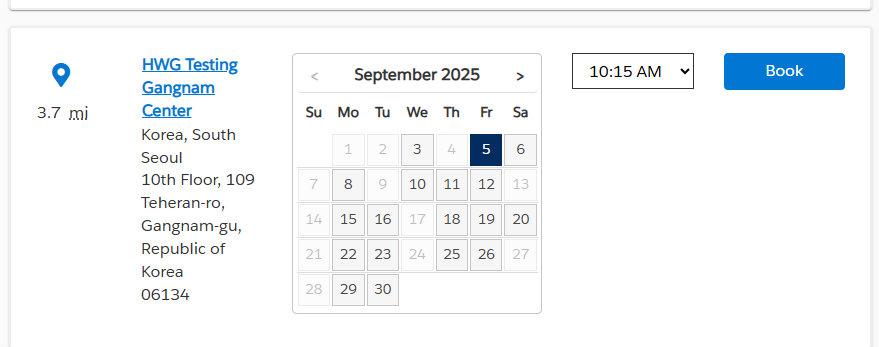 3.7 mi
HWG Testing
Gangnam
Center
Korea, South
Seoul
10th Floor, 109
Teheran-ro,
Gangnam-gu,
Republic of
Korea
06134
< September 2025 >
Su Mo Tu We Th Fr Sa
1 2 3 4 5 6
7 8 9 10 11 12 13
14 15 16 17 18 19 20
21 22 23 24 25 26 27
28 29 30
10:15 AM
Book